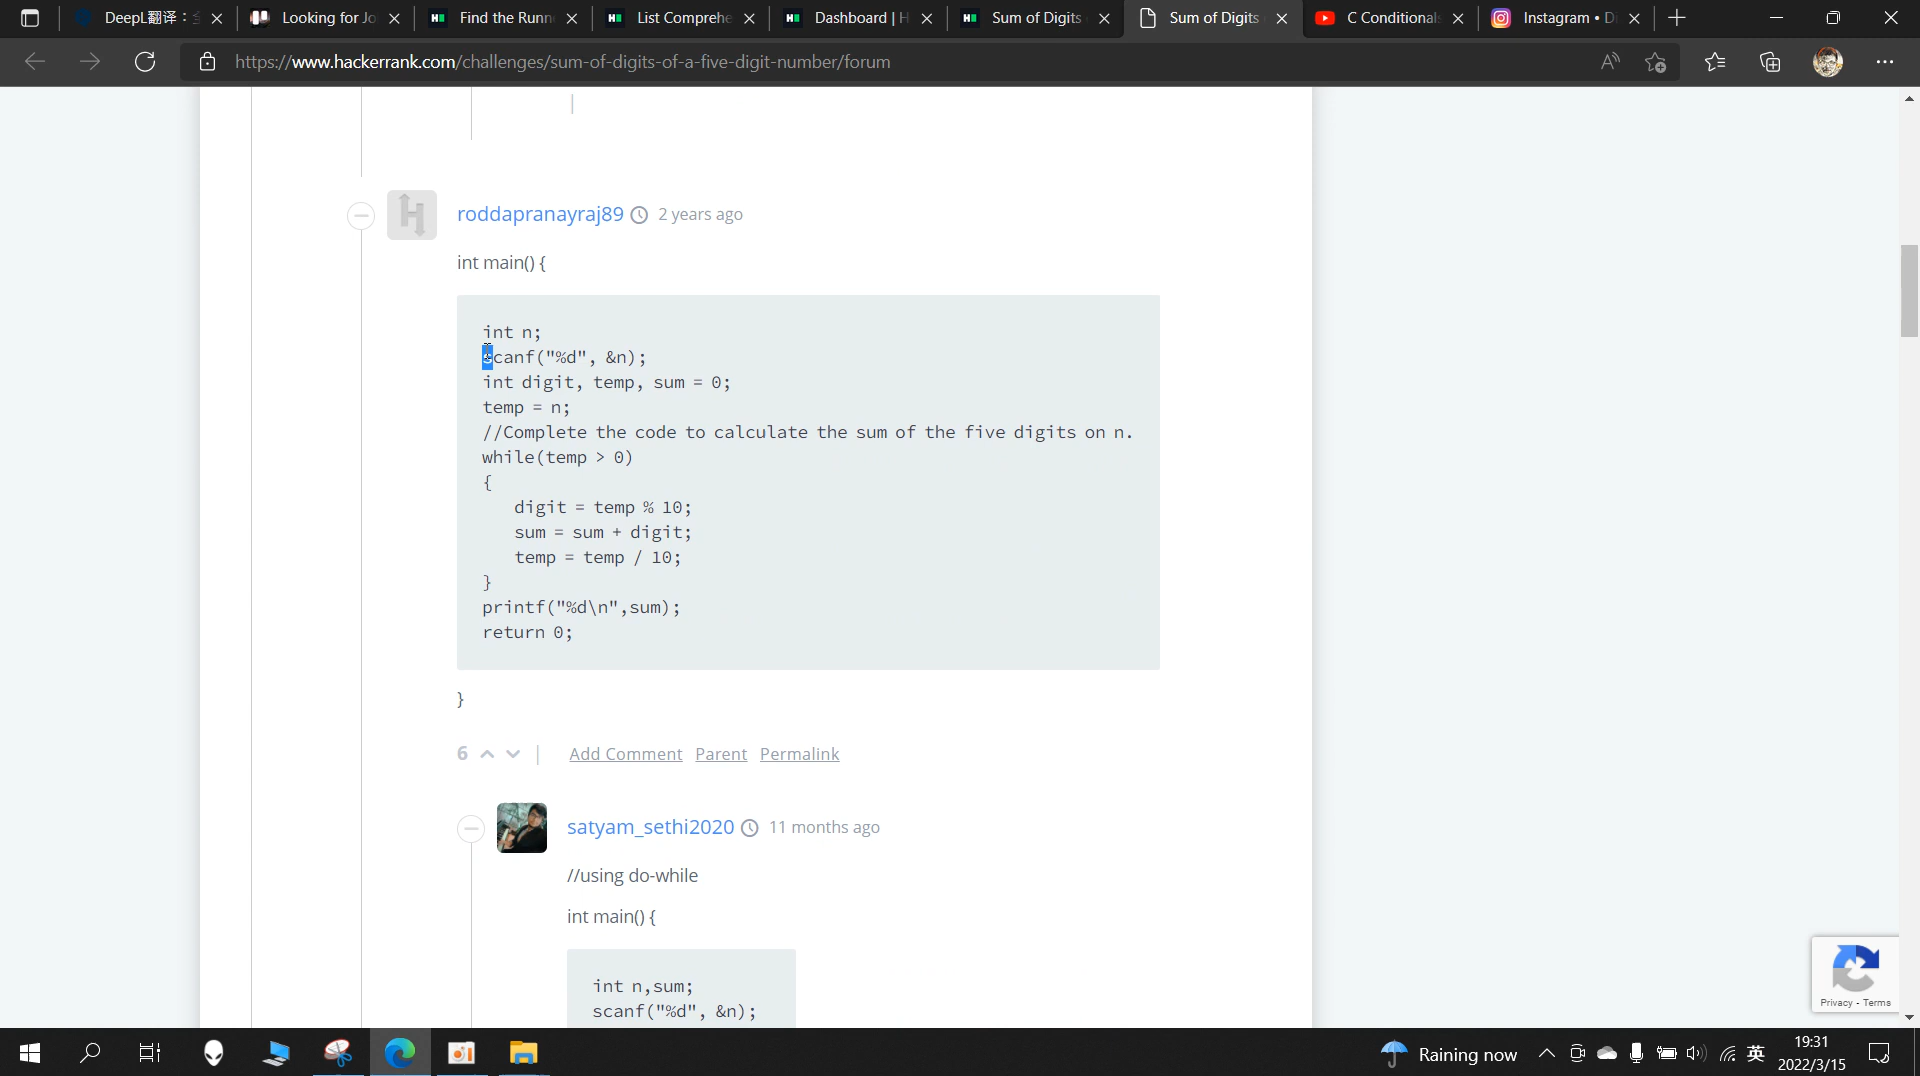 DeepL翻译：
Looking for Jo
Find the Runn
List Comprehe
Dashboard | H
Sum of Digits
Sum of Digits
C Conditional
Instagram • Di
https://www.hackerrank.com/challenges/sum-of-digits-of-a-five-digit-number/forum
roddapranayraj89 2 years ago
int main() {
int n;
scanf("%d", &n);
int digit, temp, sum = 0;
temp = n;
//Complete the code to calculate the sum of the five digits on n.
while(temp > 0)
{
digit = temp % 10;
sum = sum + digit;
temp = temp / 10;
}
printf("%d\n",sum);
return 0;
}
6 | Add Comment Parent Permalink
satyam_sethi2020 11 months ago
//using do-while
int main() {
int n,sum;
scanf("%d", &n);
Privacy - Terms
Raining now
英
19:31
2022/3/15